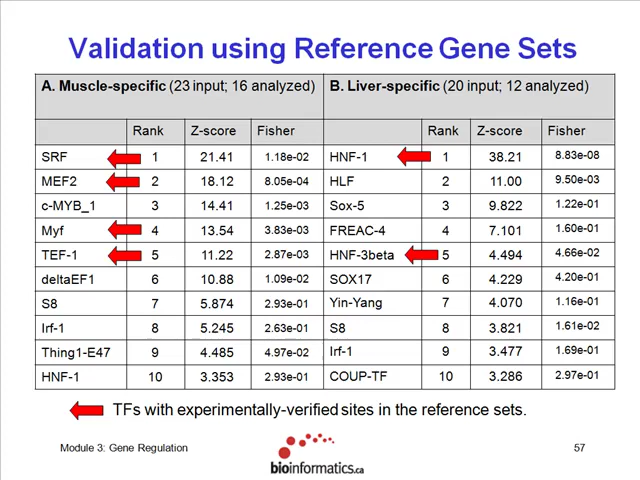 Validation using Reference Gene Sets
A. Muscle-specific (23 input; 16 analyzed) B. Liver-specific (20 input; 12 analyzed)
Rank Z-score Fisher Rank Z-score Fisher
SRF 1 21.41 1.18e-02 HNF-1 1 38.21 8.83e-08
MEF2 2 18.12 8.05e-04 HLF 2 11.00 9.50e-03
c-MYB_1 3 14.41 1.25e-03 Sox-5 3 9.822 1.22e-01
Myf 4 13.54 3.83e-03 FREAC-4 4 7.101 1.60e-01
TEF-1 5 11.22 2.87e-03 HNF-3beta 5 4.494 4.66e-02
deltaEF1 6 10.88 1.09e-02 SOX17 6 4.229 4.20e-01
S8 7 5.874 2.93e-01 Yin-Yang 7 4.070 1.16e-01
Irf-1 8 5.245 2.63e-01 S8 8 3.821 1.61e-02
Thing1-E47 9 4.485 4.97e-02 Irf-1 9 3.477 1.69e-01
HNF-1 10 3.353 2.93e-01 COUP-TF 10 3.286 2.97e-01
TFs with experimentally-verified sites in the reference sets.
Module 3: Gene Regulation
57
bioinformatics.ca